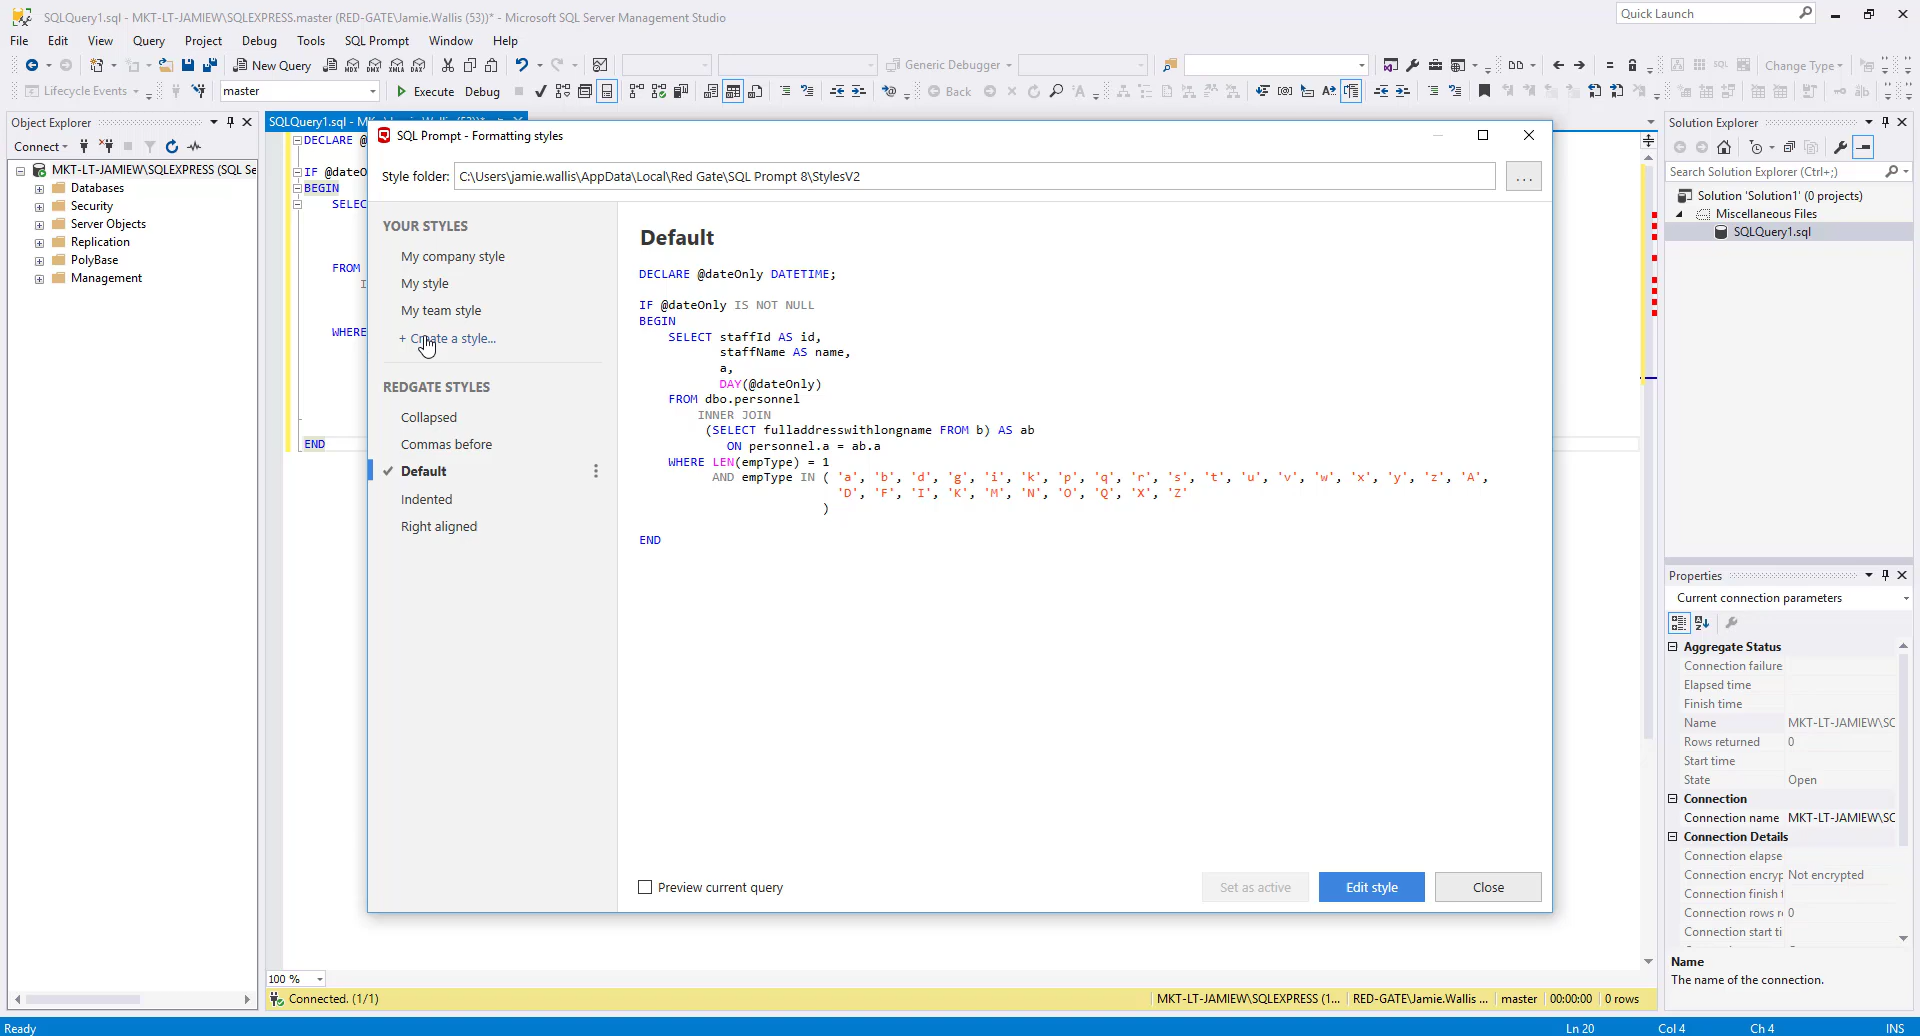 SQLQuery1.sql - MKT-LT-JAMIEW\SQLEXPRESS.master (RED-GATE\Jamie.Wallis (53))* - Microsoft SQL Server Management Studio
Quick Launch
File Edit View Query Project Debug Tools SQL Prompt Window Help
New Query
Generic Debugger
Change Type
Lifecycle Events
master
Execute Debug
Back
Object Explorer
Connect
MKT-LT-JAMIEW\SQLEXPRESS (SQL Se
Databases
Security
Server Objects
Replication
PolyBase
Management
SQLQuery1.sql - M
DECLARE @
IF @dateO
BEGIN
SELEC
FROM
I
WHERE
END
SQL Prompt - Formatting styles
Style folder: C:\Users\jamie.wallis\AppData\Local\Red Gate\SQL Prompt 8\StylesV2
...
YOUR STYLES
My company style
My style
My team style
+ Create a style...
REDGATE STYLES
Collapsed
Commas before
Default
Indented
Right aligned
Default
DECLARE @dateOnly DATETIME;
IF @dateOnly IS NOT NULL
BEGIN
SELECT staffId AS id,
staffName AS name,
a,
DAY(@dateOnly)
FROM dbo.personnel
INNER JOIN
(SELECT fulladdresswithlongname FROM b) AS ab
ON personnel.a = ab.a
WHERE LEN(empType) = 1
AND empType IN ( 'a', 'b', 'd', 'g', 'i', 'k', 'p', 'q', 'r', 's', 't', 'u', 'v', 'w', 'x', 'y', 'z', 'A',
'D', 'F', 'I', 'K', 'M', 'N', 'O', 'Q', 'X', 'Z'
)
END
Preview current query
Set as active
Edit style
Close
Solution Explorer
Search Solution Explorer (Ctrl+;)
Solution 'Solution1' (0 projects)
Miscellaneous Files
SQLQuery1.sql
Properties
Current connection parameters
Aggregate Status
Connection failure
Elapsed time
Finish time
Name MKT-LT-JAMIEW\SC
Rows returned 0
Start time
State Open
Connection
Connection name MKT-LT-JAMIEW\SC
Connection Details
Connection elapse
Connection encryp Not encrypted
Connection finish t
Connection rows r 0
Connection start ti
Name
The name of the connection.
100 %
Connected. (1/1)
MKT-LT-JAMIEW\SQLEXPRESS (1... RED-GATE\Jamie.Wallis ... master 00:00:00 0 rows
Ready
Ln 20 Col 4 Ch 4 INS